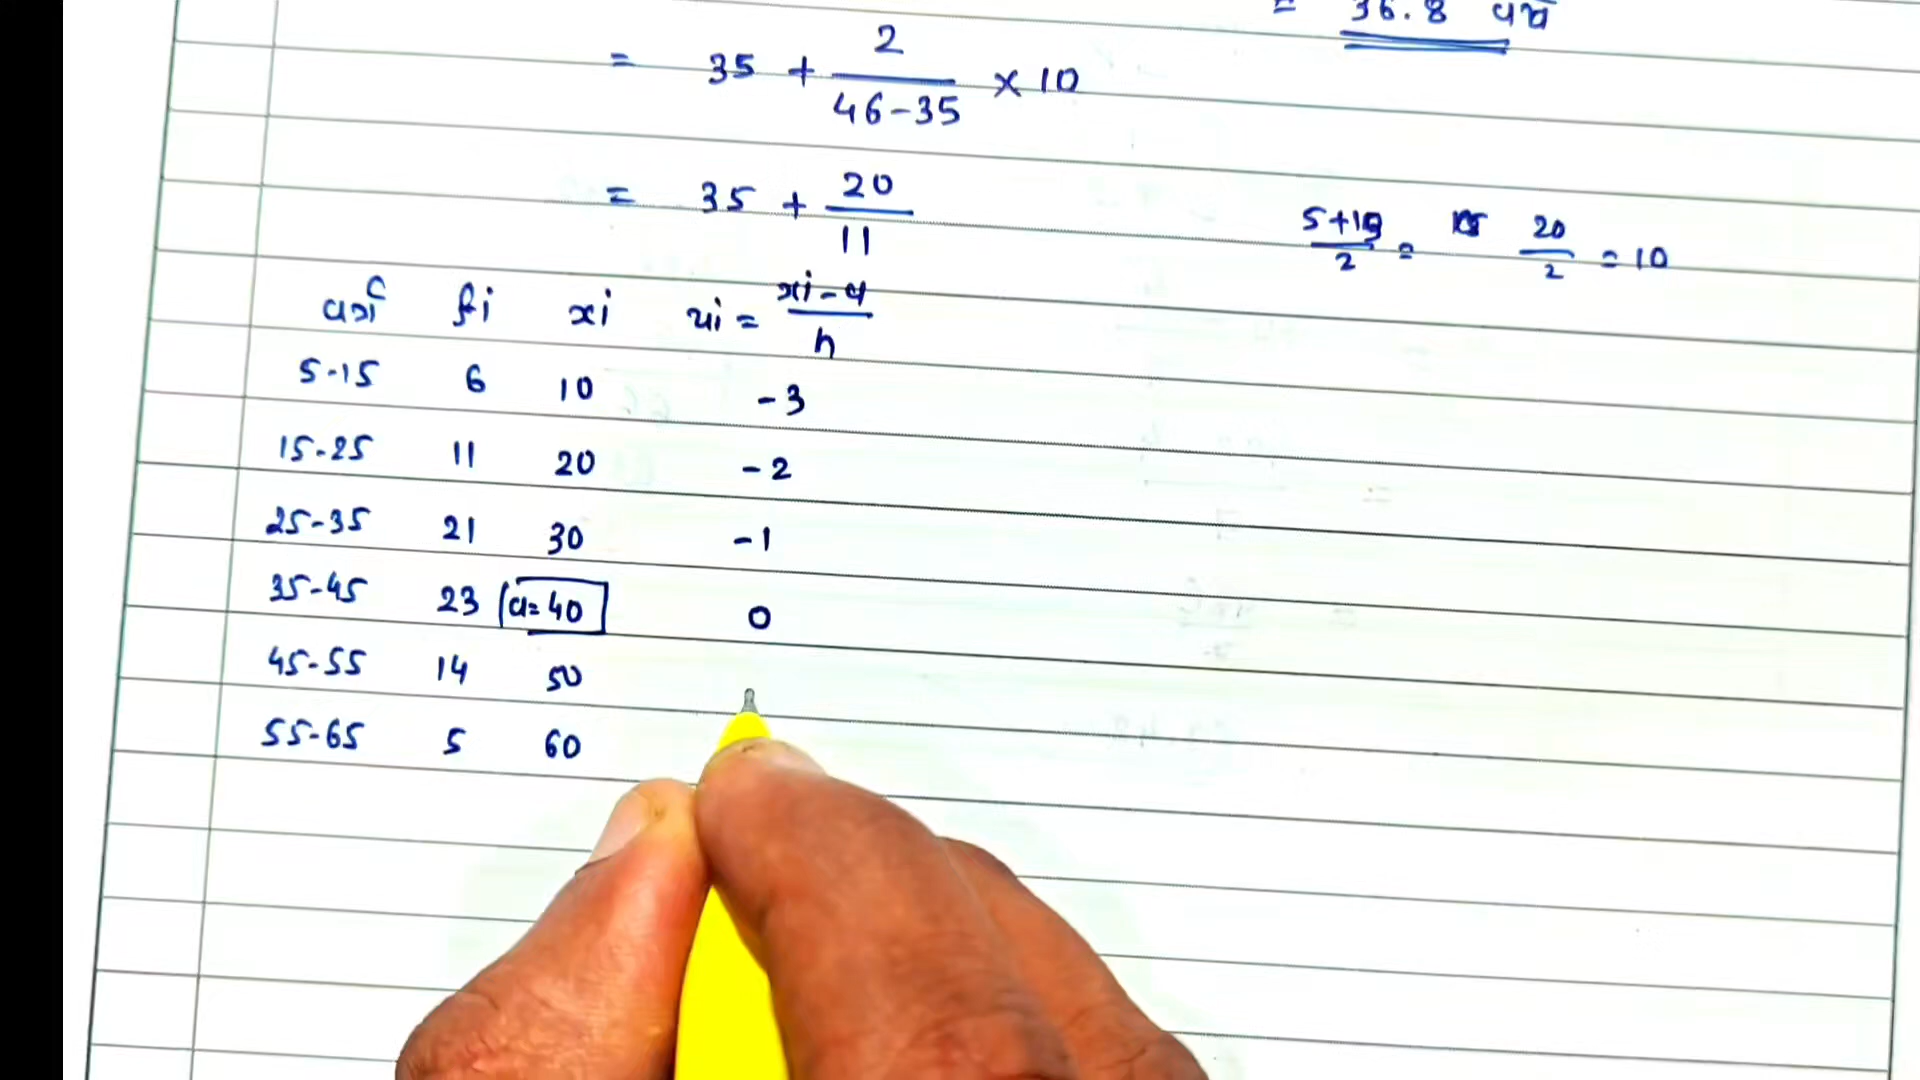 = 36.8 वर्ष
= 35 + 2/(46-35) × 10
= 35 + 20/11
5+15/2 = 20/2 = 10
वर्ग fi xi ui = (xi-a)/h
5-15 6 10 -3
15-25 11 20 -2
25-35 21 30 -1
35-45 23 a=40 0
45-55 14 50
55-65 5 60